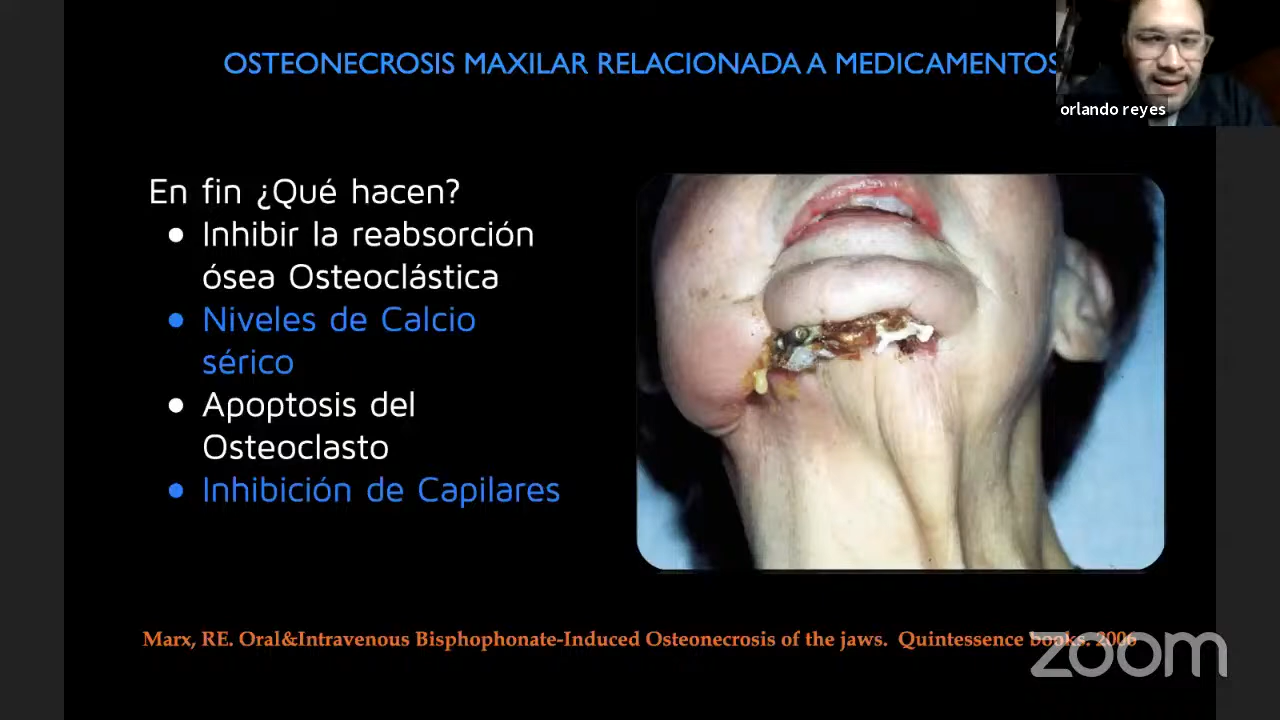 OSTEONECROSIS MAXILAR RELACIONADA A MEDICAMENTOS
orlando reyes
En fin ¿Qué hacen?
● Inhibir la reabsorción
ósea Osteoclástica
● Niveles de Calcio
sérico
● Apoptosis del
Osteoclasto
● Inhibición de Capilares
Marx, RE. Oral&Intravenous Bisphophonate-Induced Osteonecrosis of the jaws. Quintessence books. 2006
zoom